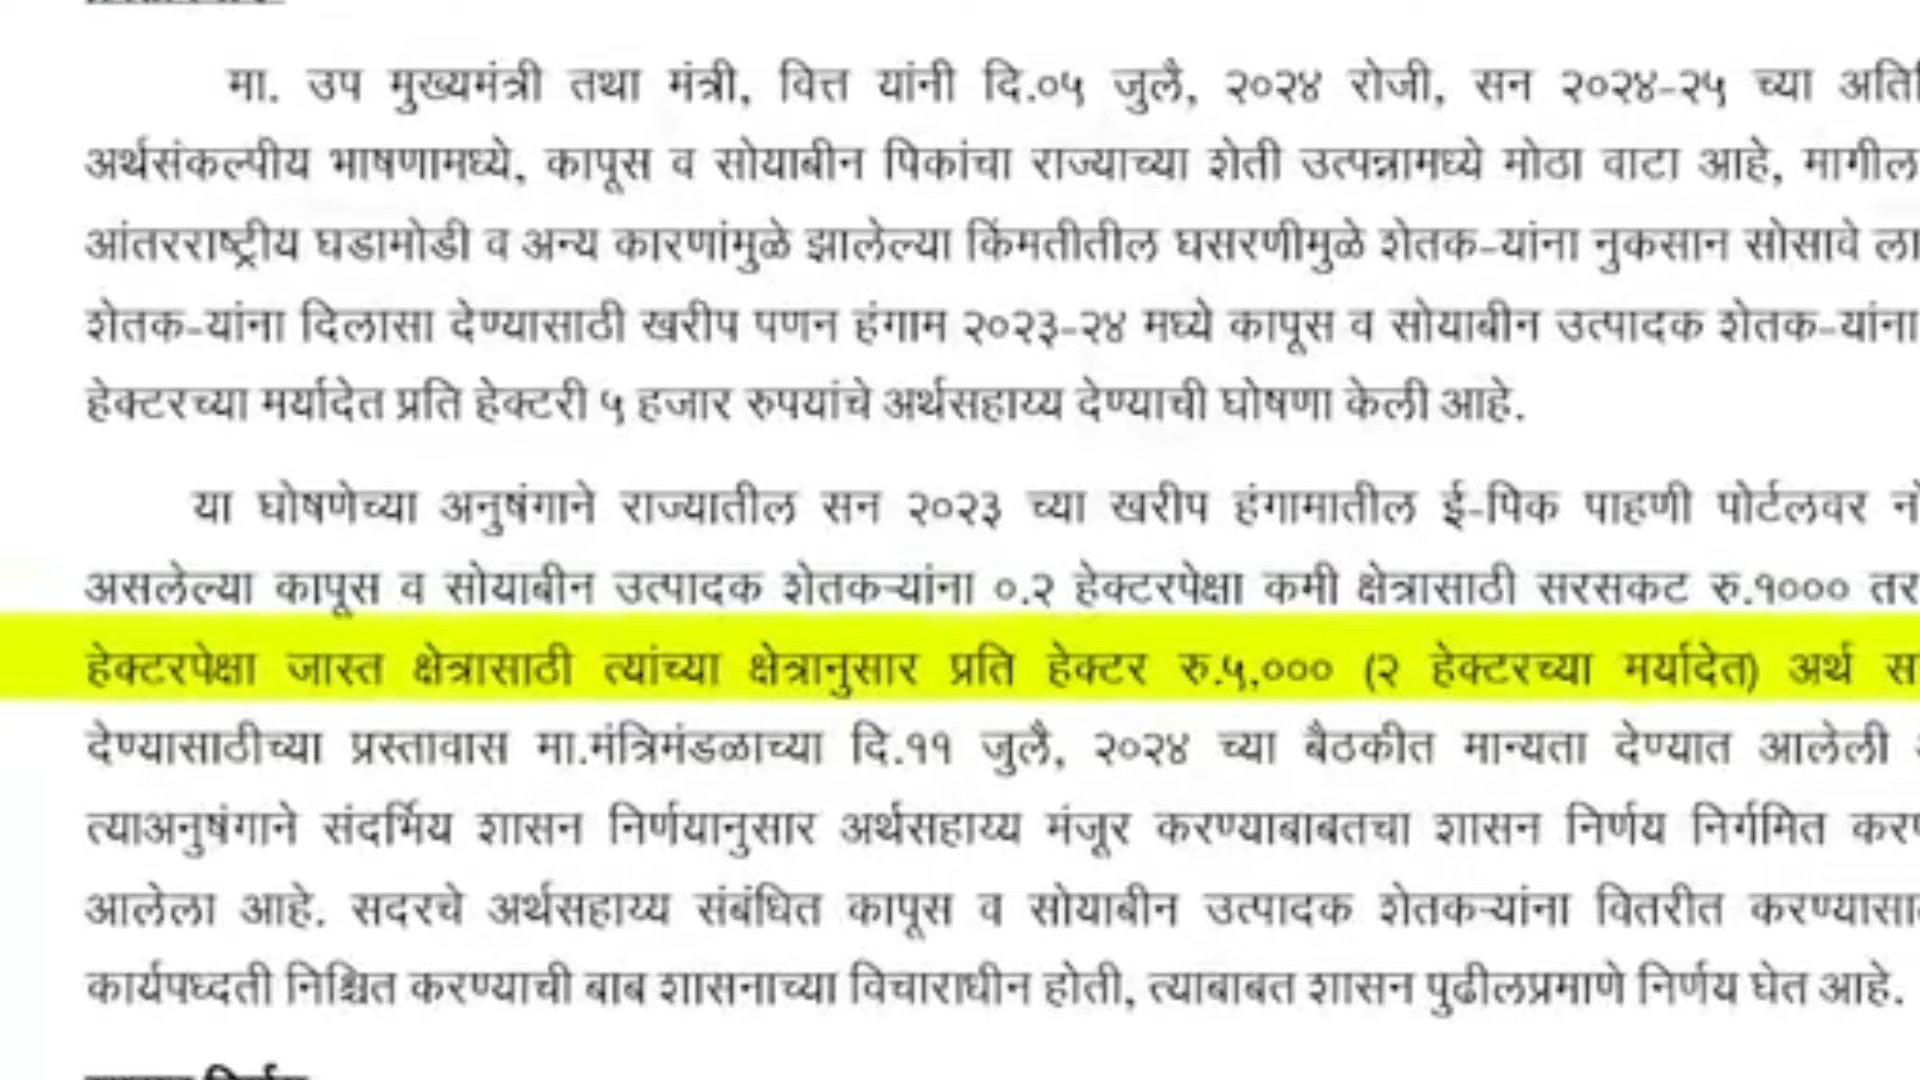 मा. उप मुख्यमंत्री तथा मंत्री, वित्त यांनी दि.०५ जुलै, २०२४ रोजी, सन २०२४-२५ च्या
अर्थसंकल्पीय भाषणामध्ये, कापूस व सोयाबीन पिकांचा राज्याच्या शेती उत्पन्नामध्ये मोठा वाटा आहे, मागील
आंतरराष्ट्रीय घडामोडी व अन्य कारणांमुळे झालेल्या किंमतीतील घसरणीमुळे शेतक-यांना नुकसान सोसावे
शेतक-यांना दिलासा देण्यासाठी खरीप पणन हंगाम २०२३-२४ मध्ये कापूस व सोयाबीन उत्पादक शेतक-यांना
हेक्टरच्या मर्यादेत प्रति हेक्टरी ५ हजार रुपयांचे अर्थसहाय्य देण्याची घोषणा केली आहे.
या घोषणेच्या अनुषंगाने राज्यातील सन २०२३ च्या खरीप हंगामातील ई-पिक पाहणी पोर्टलवर
असलेल्या कापूस व सोयाबीन उत्पादक शेतकऱ्यांना ०.२ हेक्टरपेक्षा कमी क्षेत्रासाठी सरसकट रु.१००० तर
हेक्टरपेक्षा जास्त क्षेत्रासाठी त्यांच्या क्षेत्रानुसार प्रति हेक्टर रु.५,००० (२ हेक्टरच्या मर्यादेत) अर्थ
देण्यासाठीच्या प्रस्तावास मा.मंत्रिमंडळाच्या दि.११ जुलै, २०२४ च्या बैठकीत मान्यता देण्यात आलेली
त्याअनुषंगाने संदर्भिय शासन निर्णयानुसार अर्थसहाय्य मंजूर करण्याबाबतचा शासन निर्णय निर्गमित
आलेला आहे. सदरचे अर्थसहाय्य संबंधित कापूस व सोयाबीन उत्पादक शेतकऱ्यांना वितरीत
कार्यपध्दती निश्चित करण्याची बाब शासनाच्या विचाराधीन होती, त्याबाबत शासन पुढीलप्रमाणे निर्णय घेत आहे.